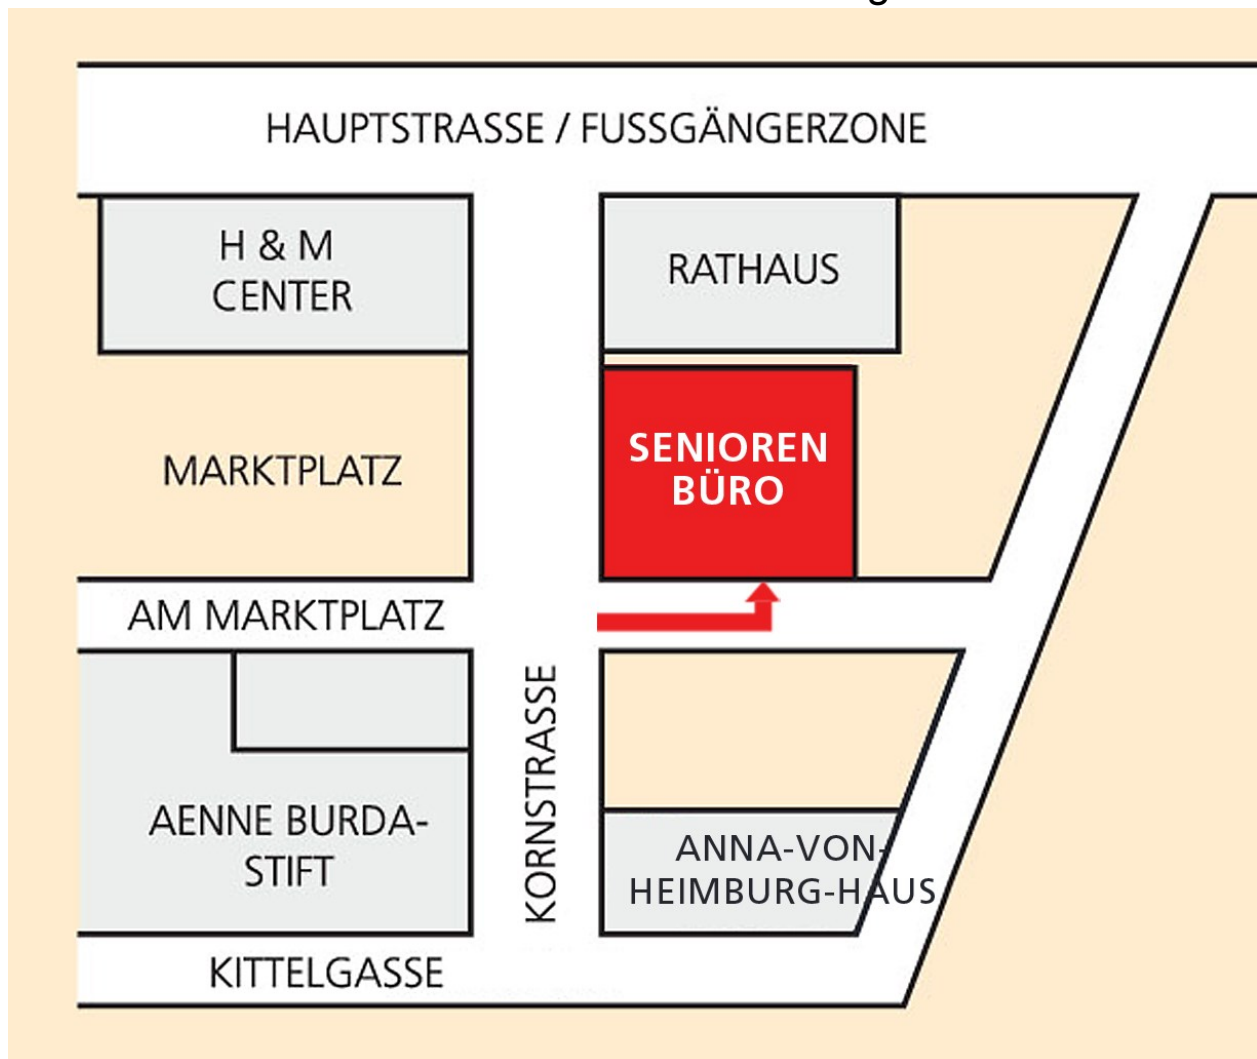 HAUPTSTRASSE / FUSSGÄNGERZONE
H & M
CENTER
RATHAUS
MARKTPLATZ
SENIOREN
BÜRO
AM MARKTPLATZ
KORNSTRASSE
AENNE BURDA-
STIFT
ANNA-VON-
HEIMBURG-HAUS
KITTELGASSE